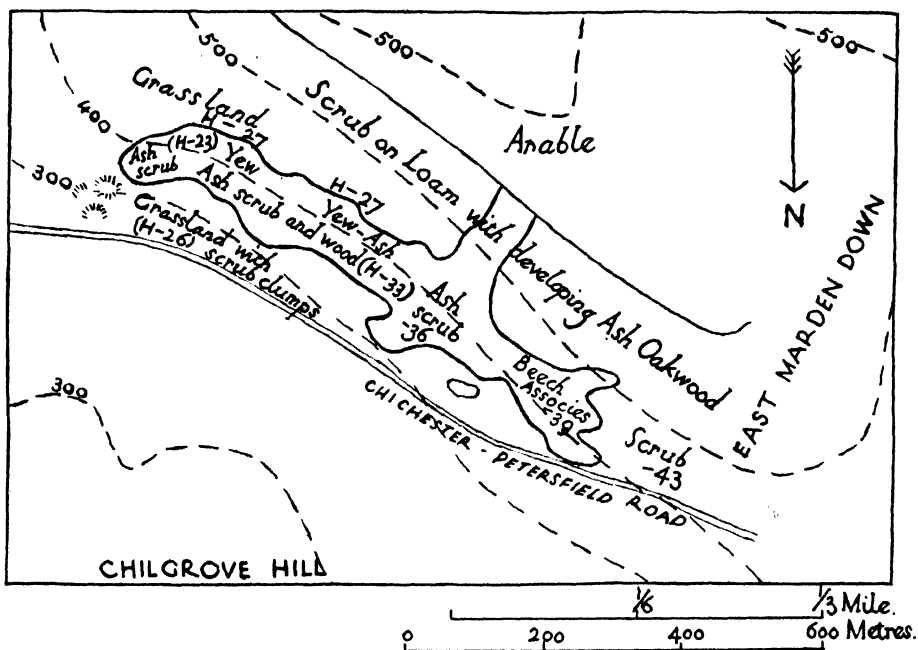 500
500
500
Grass land
H-27
Scrub on Loam with developing Ash Oakwood
Arable
400
300
Ash (H-23) Yew
scrub
H-27
Yew-Ash
Ash scrub and wood (H-33)
Grassland with
(H-26) scrub clumps
Ash
scrub
-36
N
EAST MARDEN DOWN
Beech
Associes
-39
Scrub
-43
300
CHICHESTER - PETERSFIELD ROAD
CHILGROVE HILL
1/6
1/3 Mile.
0
200
400
600 Metres.